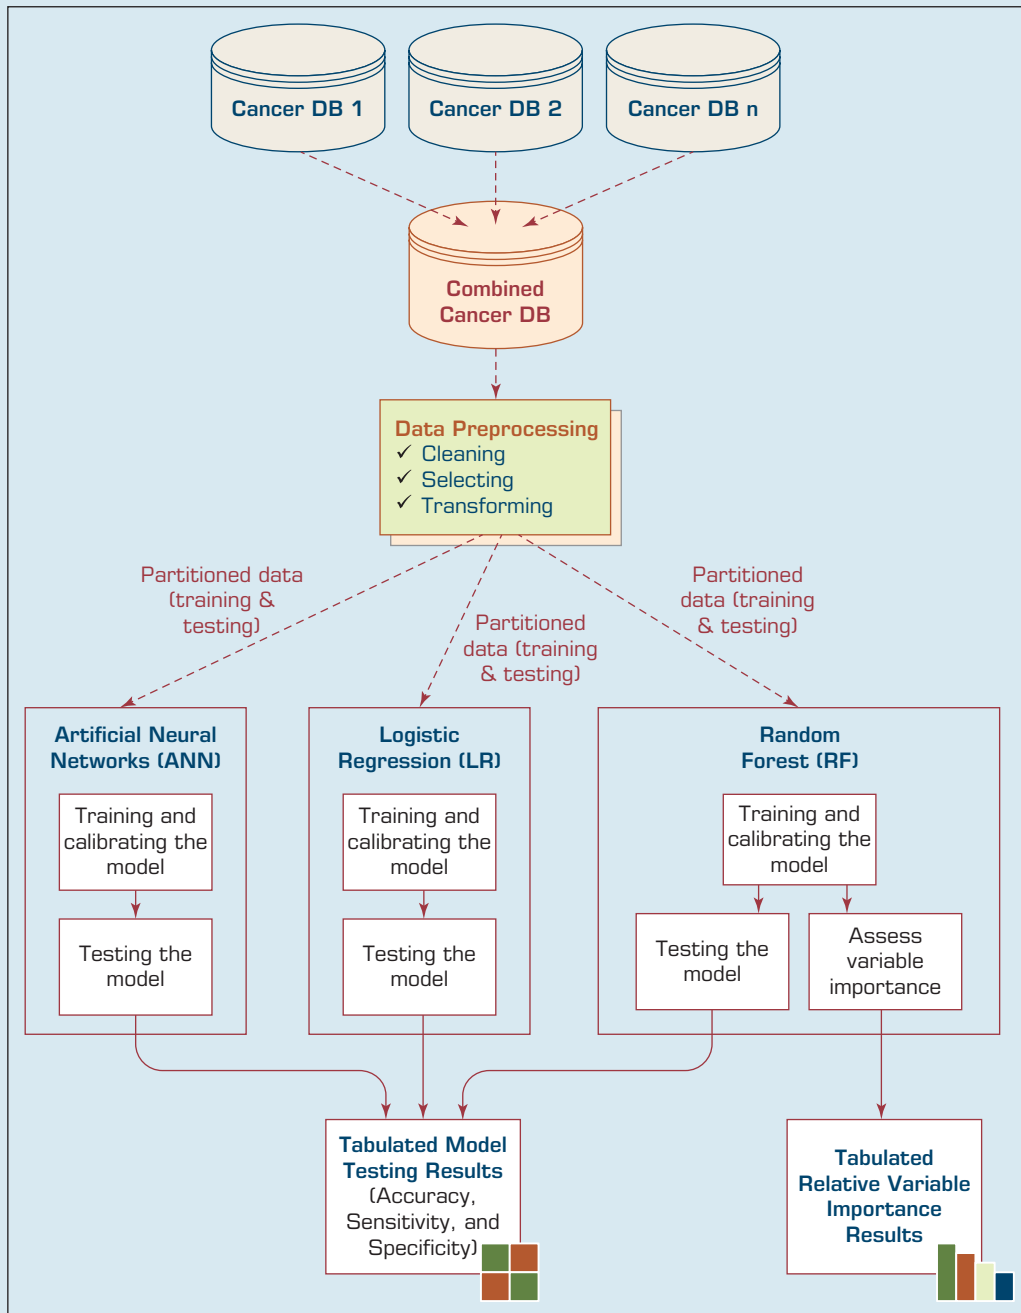 Cancer DB 1
Cancer DB 2
Cancer DB n
Combined
Cancer DB
Data Preprocessing
✓ Cleaning
✓ Selecting
✓ Transforming
Partitioned data
(training &
testing)
Partitioned
data (training
& testing)
Partitioned
data (training
& testing)
Artificial Neural
Networks (ANN)
Training and
calibrating the
model
Testing the
model
Logistic
Regression (LR)
Training and
calibrating the
model
Testing the
model
Random
Forest (RF)
Training and
calibrating the
model
Testing the
model
Assess
variable
importance
Tabulated Model
Testing Results
(Accuracy,
Sensitivity, and
Specificity)
Tabulated
Relative Variable
Importance
Results